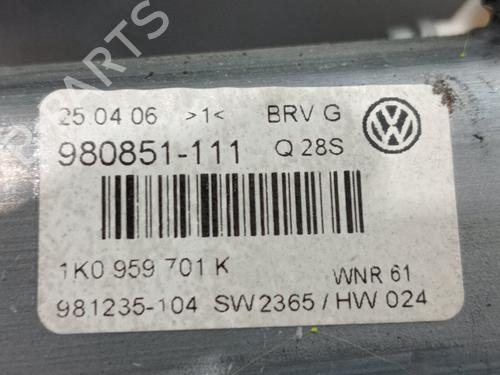 25.04 06 >1< BRV G
980851-111 Q 28S
1K0 959 701 K
WNR 61
981235-104 SW2365 / HW 024